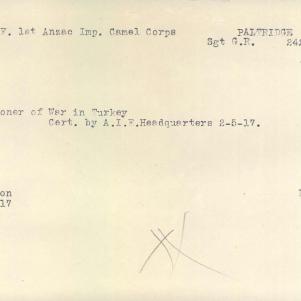 F. 1st Anzac Imp. Camel Corps PALTRIDGE
Sgt G.R. 242
oner of War in Turkey
Cert. by A.I.F.Headquarters 2-5-17.
on
17